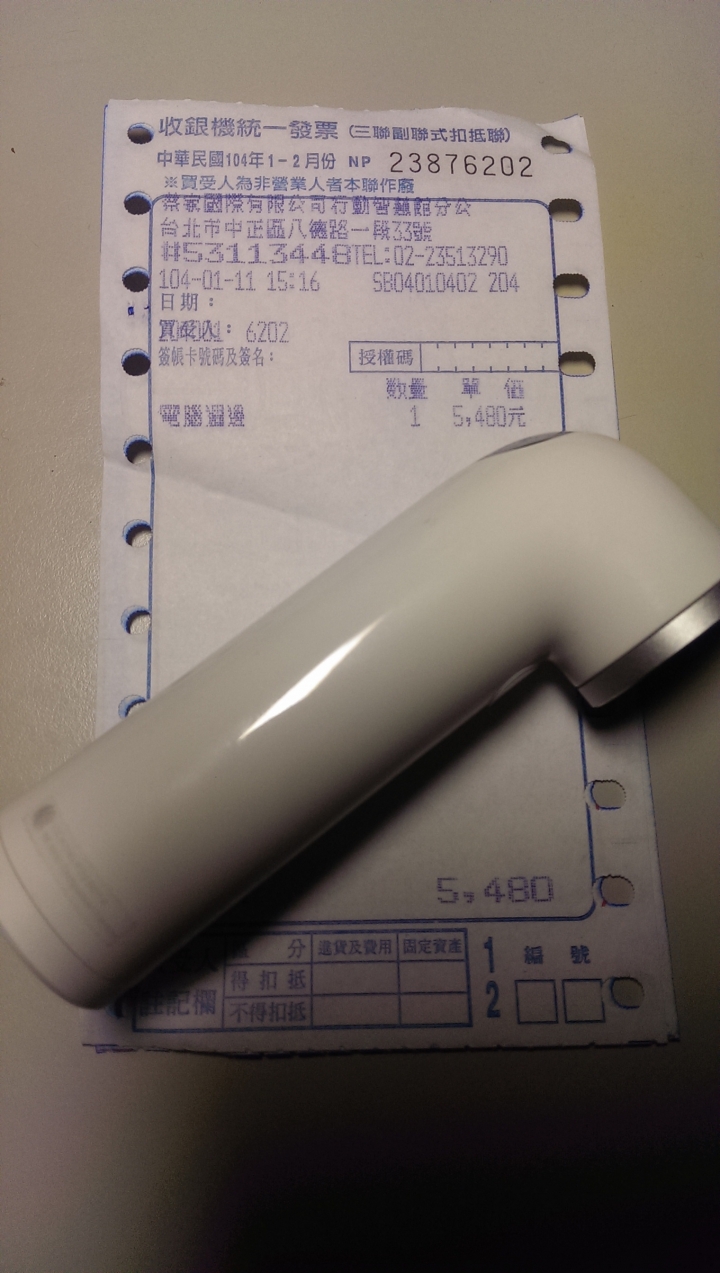 收銀機統一發票 (三聯副聯式扣抵聯)
中華民國104年1-2月份 NP 23876202
※買受人為非營業人者本聯作廢
蔡家國際有限公司行動智慧館分公
台北市中正區八德路一段33號
#53113448TEL:02-23513290
104-01-11 15:16 SB04010402 204
日期：
買受人： 6202
簽帳卡號碼及簽名：
授權碼
數量 單價
電腦週邊 1 5,480元
5,480
分 進貨及費用 固定資產
得扣抵
註記欄 不得扣抵
1 編號
2